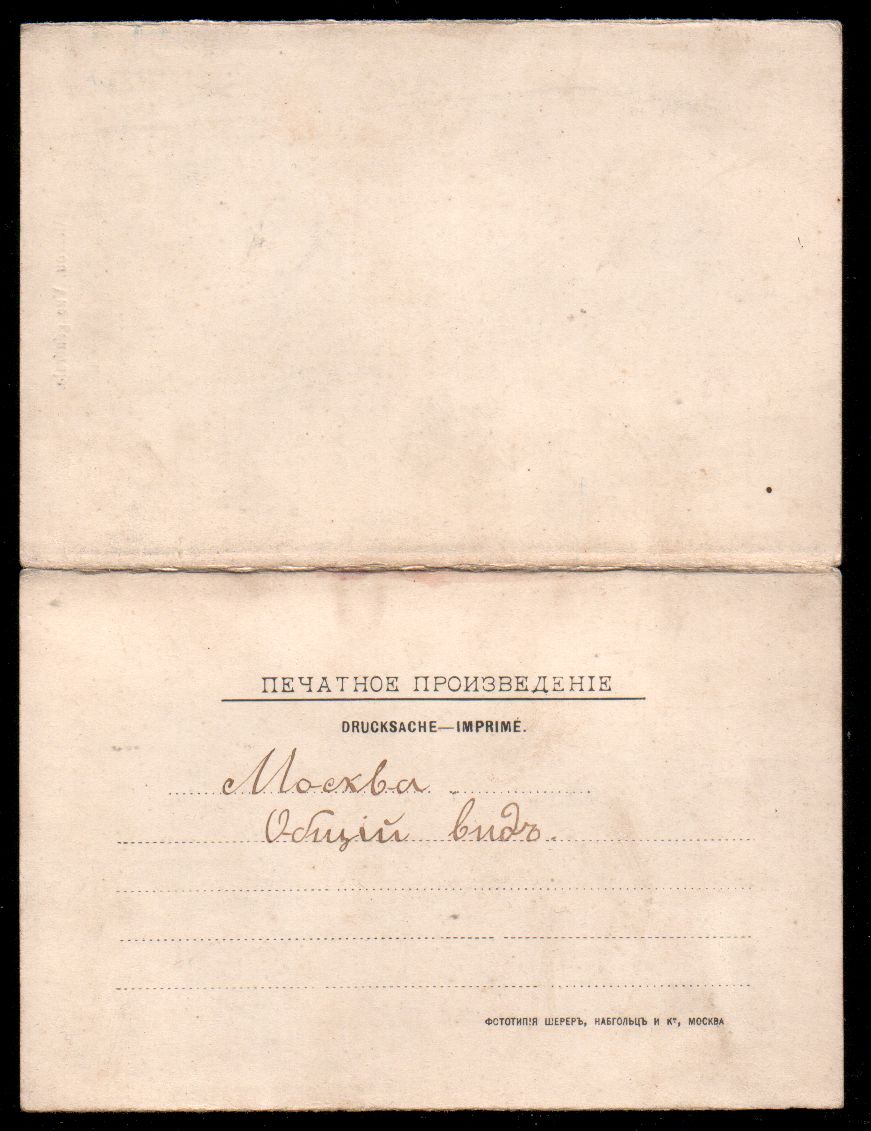 ПЕЧАТНОЕ ПРОИЗВЕДЕНІЕ
DRUCKSACHE—IMPRIMÉ.
Москва
Общій видъ.
ФОТОТИПІЯ ШЕРЕРЪ, НАБГОЛЬЦЪ И Кº, МОСКВА